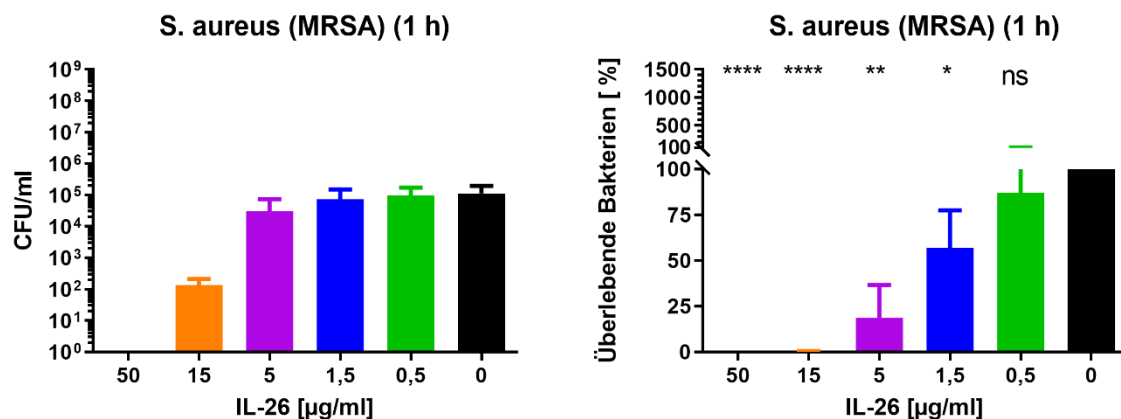 S. aureus (MRSA) (1 h)
CFU/ml
10⁹
10⁸
10⁷
10⁶
10⁵
10⁴
10³
10²
10¹
10⁰
50 15 5 1,5 0,5 0
IL-26 [µg/ml]
S. aureus (MRSA) (1 h)
Überlebende Bakterien [ %]
**** **** ** * ns
1500
1000
500
100
100
75
50
25
0
50 15 5 1,5 0,5 0
IL-26 [µg/ml]